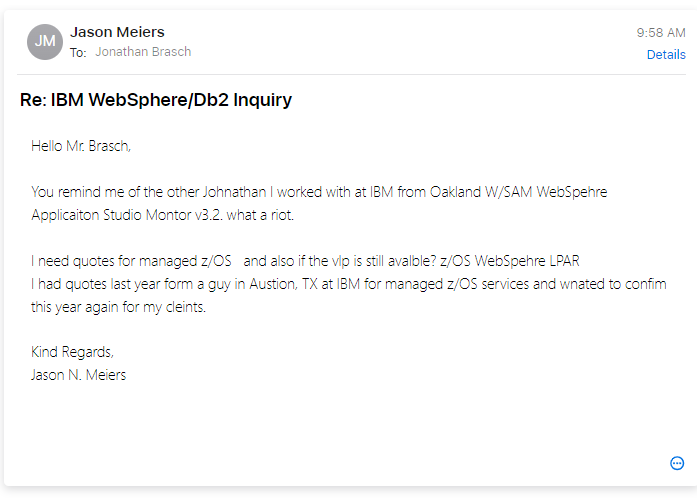 JM
Jason Meiers
9:58 AM
To: Jonathan Brasch
Details
Re: IBM WebSphere/Db2 Inquiry
Hello Mr. Brasch,
You remind me of the other Johnathan I worked with at IBM from Oakland W/SAM WebSpehre
Applicaiton Studio Montor v3.2. what a riot.
I need quotes for managed z/OS   and also if the vlp is still avalble? z/OS WebSpehre LPAR
I had quotes last year form a guy in Austion, TX at IBM for managed z/OS services and wnated to confim
this year again for my cleints.
Kind Regards,
Jason N. Meiers